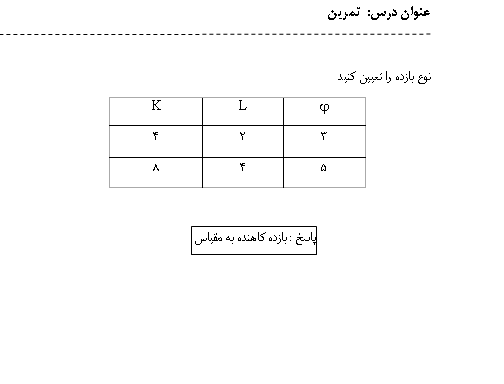 عنوان درس: تمرین
نوع بازده را تعیین کنید
K L φ
۴ ۲ ۳
۸ ۴ ۵
پاسخ : بازده کاهنده به مقیاس